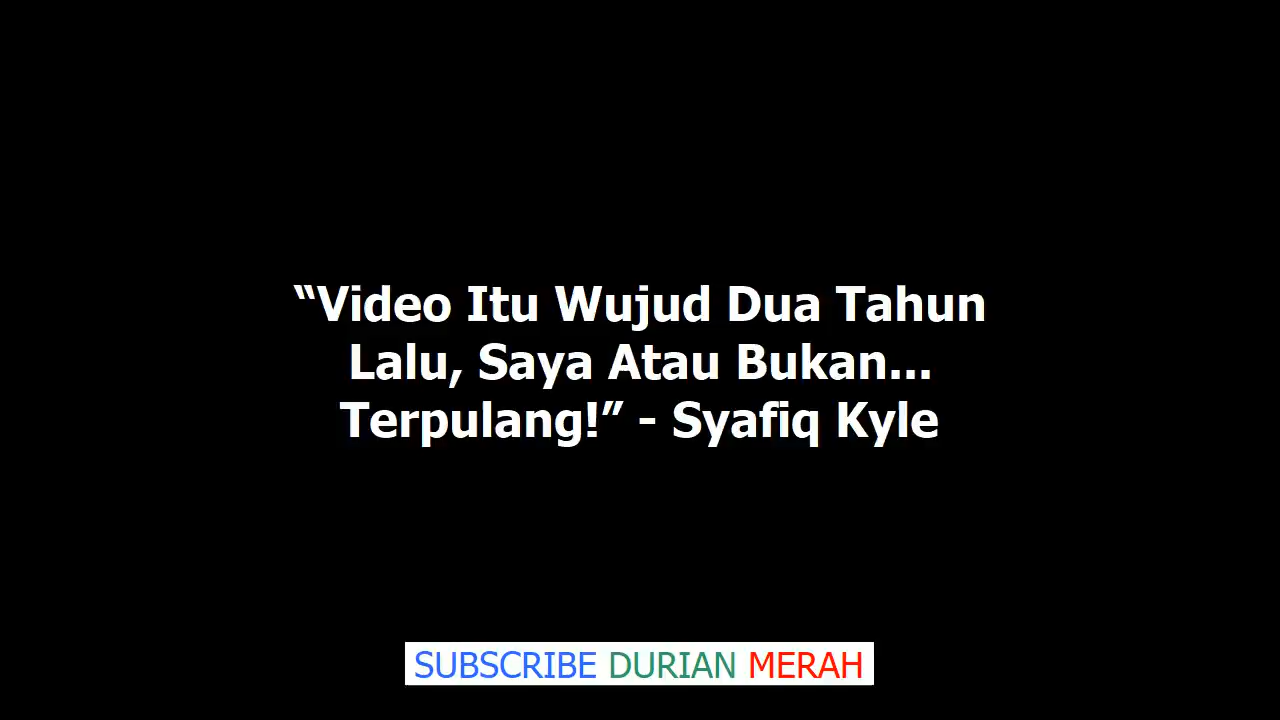 “Video Itu Wujud Dua Tahun
Lalu, Saya Atau Bukan...
Terpulang!” - Syafiq Kyle
SUBSCRIBE DURIAN MERAH